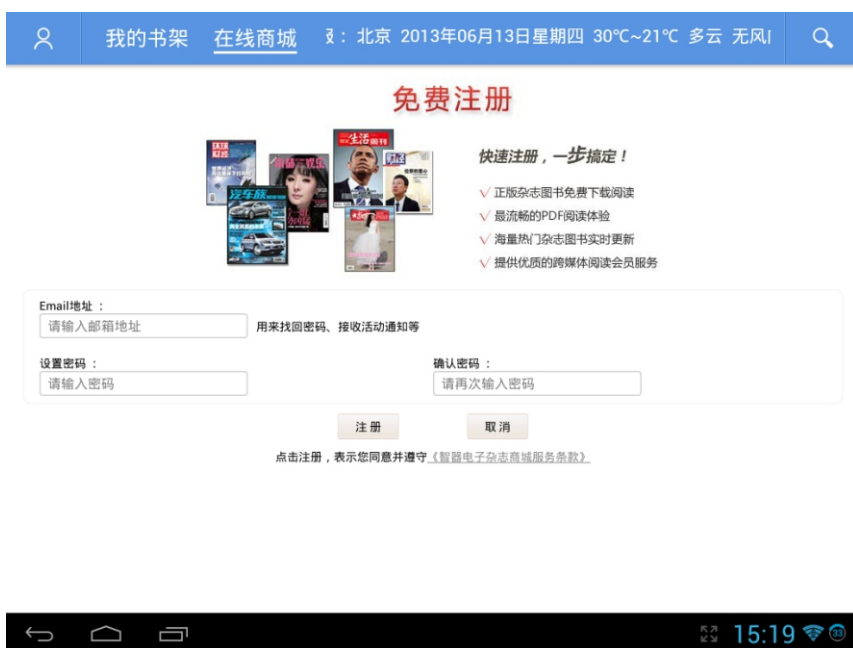 我的书架 在线商城 : 北京 2013年06月13日星期四 30℃~21℃ 多云 无风
免费注册
生活周刊
汽车族
快速注册，一步搞定！
√ 正版杂志图书免费下载阅读
√ 最流畅的PDF阅读体验
√ 海量热门杂志图书实时更新
√ 提供优质的跨媒体阅读会员服务
Email地址 :
请输入邮箱地址 用来找回密码、接收活动通知等
设置密码 : 确认密码 :
请输入密码 请再次输入密码
注册 取消
点击注册，表示您同意并遵守《智器电子杂志商城服务条款》
15:19 33